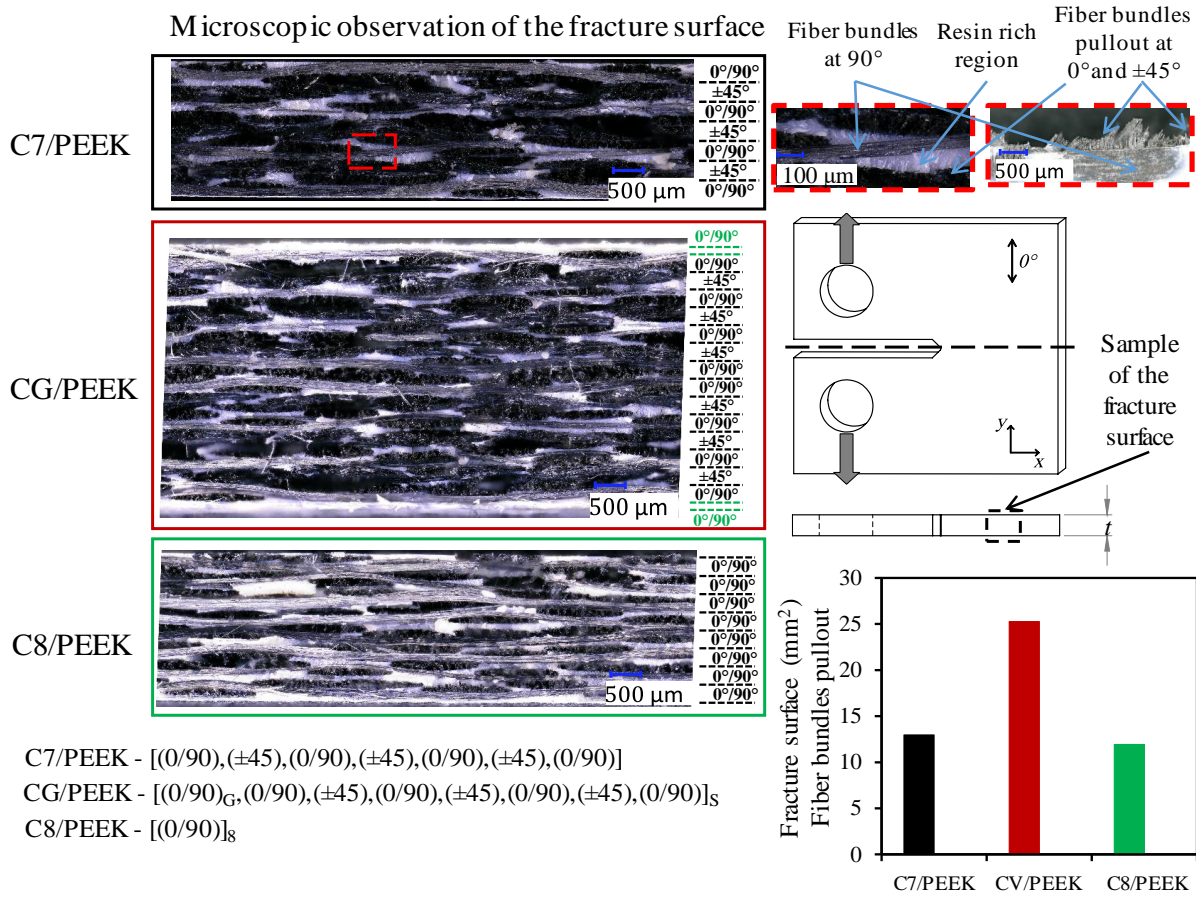 Microscopic observation of the fracture surface
Fiber bundles
at 90°
Resin rich
region
Fiber bundles
pullout at
0°and ±45°
C7/PEEK
0°/90°
±45°
0°/90°
±45°
0°/90°
±45°
0°/90°
500 µm
100 µm
500 µm
CG/PEEK
0°/90°
0°/90°
±45°
0°/90°
±45°
0°/90°
±45°
0°/90°
±45°
0°/90°
±45°
0°/90°
±45°
0°/90°
0°/90°
500 µm
0°
y
x
Sample
of the
fracture
surface
t
C8/PEEK
0°/90°
0°/90°
0°/90°
0°/90°
0°/90°
0°/90°
0°/90°
0°/90°
500 µm
C7/PEEK - [(0/90),(±45),(0/90),(±45),(0/90),(±45),(0/90)]
CG/PEEK - [(0/90)G,(0/90),(±45),(0/90),(±45),(0/90),(±45),(0/90)]S
C8/PEEK - [(0/90)]8
Fracture surface (mm²)
Fiber bundles pullout
30
25
20
15
10
5
0
C7/PEEK
CV/PEEK
C8/PEEK